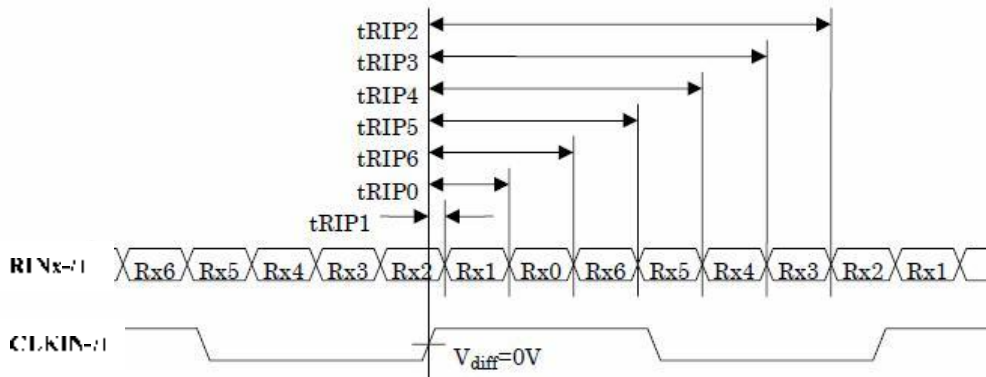 tRIP2
tRIP3
tRIP4
tRIP5
tRIP6
tRIP0
tRIP1
Rx6 Rx5 Rx4 Rx3 Rx2 Rx1 Rx0 Rx6 Rx5 Rx4 Rx3 Rx2 Rx1
Vdiff=0V